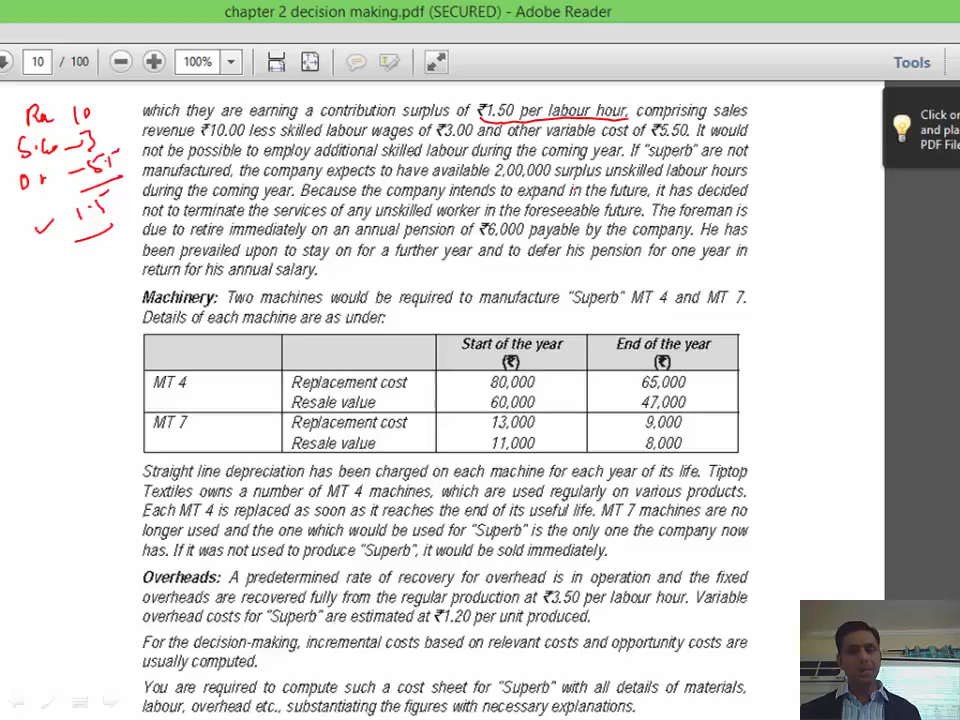 chapter 2 decision making.pdf (SECURED) - Adobe Reader
10 / 100 100% Tools
Click on
and pla
PDF File
which they are earning a contribution surplus of ₹1.50 per labour hour, comprising sales
revenue ₹10.00 less skilled labour wages of ₹3.00 and other variable cost of ₹5.50. It would
not be possible to employ additional skilled labour during the coming year. If "superb" are not
manufactured, the company expects to have available 2,00,000 surplus unskilled labour hours
during the coming year. Because the company intends to expand in the future, it has decided
not to terminate the services of any unskilled worker in the foreseeable future. The foreman is
due to retire immediately on an annual pension of ₹6,000 payable by the company. He has
been prevailed upon to stay on for a further year and to defer his pension for one year in
return for his annual salary.
10
1.5
Machinery: Two machines would be required to manufacture "Superb" MT 4 and MT 7.
Details of each machine are as under:
Start of the year (₹) End of the year (₹)
MT 4 Replacement cost 80,000 65,000
Resale value 60,000 47,000
MT 7 Replacement cost 13,000 9,000
Resale value 11,000 8,000
Straight line depreciation has been charged on each machine for each year of its life. Tiptop
Textiles owns a number of MT 4 machines, which are used regularly on various products.
Each MT 4 is replaced as soon as it reaches the end of its useful life. MT 7 machines are no
longer used and the one which would be used for "Superb" is the only one the company now
has. If it was not used to produce "Superb", it would be sold immediately.
Overheads: A predetermined rate of recovery for overhead is in operation and the fixed
overheads are recovered fully from the regular production at ₹3.50 per labour hour. Variable
overhead costs for "Superb" are estimated at ₹1.20 per unit produced.
For the decision-making, incremental costs based on relevant costs and opportunity costs are
usually computed.
You are required to compute such a cost sheet for "Superb" with all details of materials,
labour, overhead etc., substantiating the figures with necessary explanations.